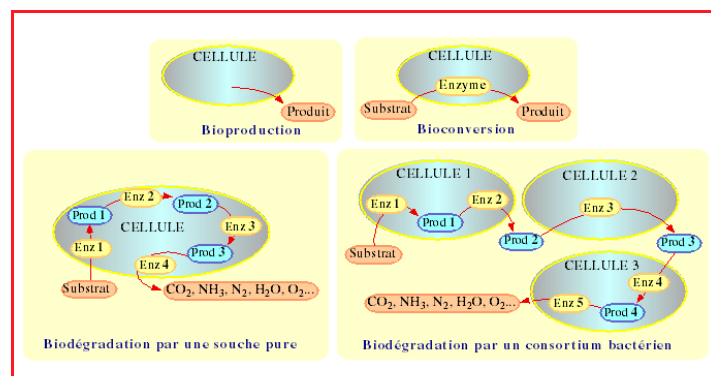 CELLULE
Produit
Bioproduction
CELLULE
Enzyme
Substrat
Produit
Bioconversion
Enz 2
Prod 2
Prod 1
Enz 3
CELLULE
Enz 1
Prod 3
Enz 4
Substrat
CO₂, NH₃, N₂, H₂O, O₂...
Biodégradation par une souche pure
CELLULE 1
CELLULE 2
Enz 1
Enz 2
Enz 3
Prod 1
Prod 2
Prod 3
Substrat
CELLULE 3
Enz 4
CO₂, NH₃, N₂, H₂O, O₂...
Enz 5
Prod 4
Biodégradation par un consortium bactérien